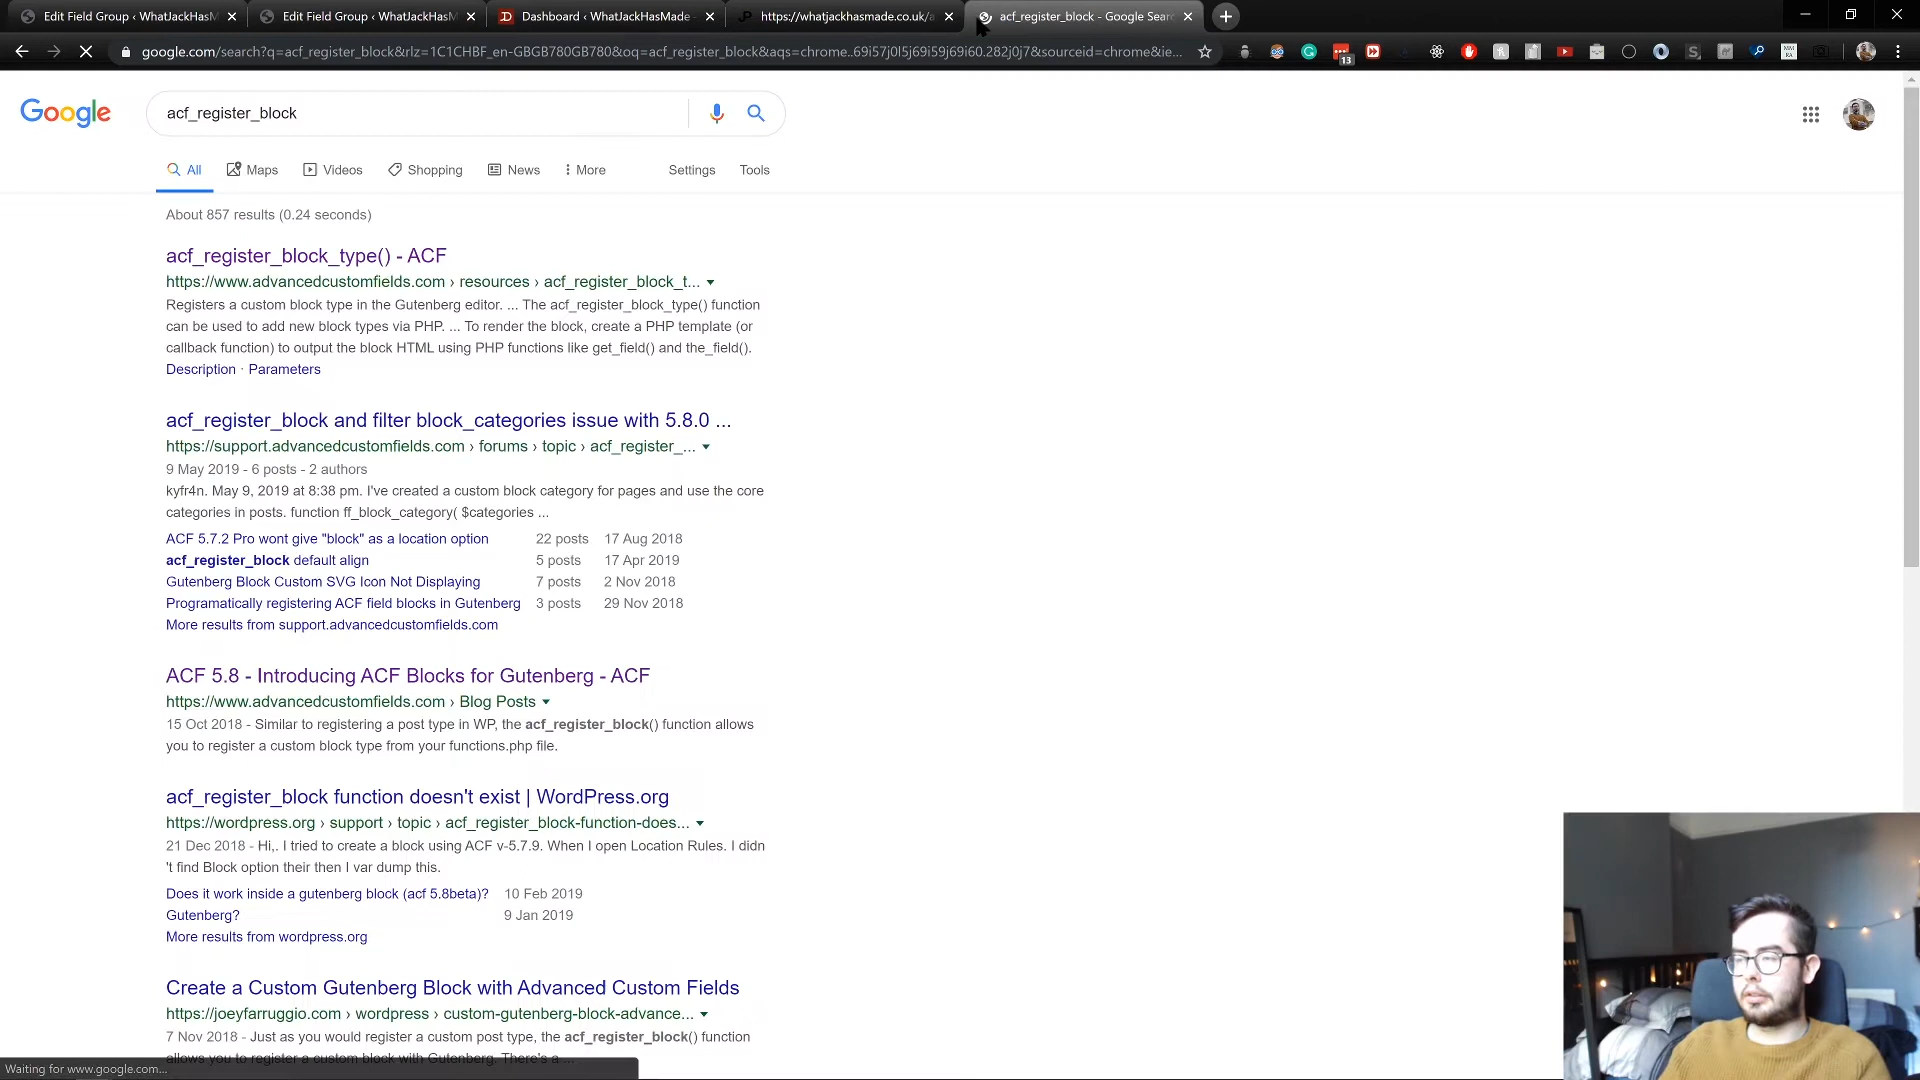 Edit Field Group ‹ WhatJackHasM
Edit Field Group ‹ WhatJackHasM
Dashboard ‹ WhatJackHasMade
https://whatjackhasmade.co.uk/
acf_register_block - Google Sear
google.com/search?q=acf_register_block&rlz=1C1CHBF_en-GBGB780GB780&oq=acf_register_block&aqs=chrome..69i57j0l5j69i59j69i60.282j0j7&sourceid=chrome&ie...
13
Google
acf_register_block
All
Maps
Videos
Shopping
News
More
Settings
Tools
About 857 results (0.24 seconds)
acf_register_block_type() - ACF
https://www.advancedcustomfields.com › resources › acf_register_block_t...
Registers a custom block type in the Gutenberg editor. ... The acf_register_block_type() function
can be used to add new block types via PHP. ... To render the block, create a PHP template (or
callback function) to output the block HTML using PHP functions like get_field() and the_field().
Description · Parameters
acf_register_block and filter block_categories issue with 5.8.0 ...
https://support.advancedcustomfields.com › forums › topic › acf_register_...
9 May 2019 - 6 posts - 2 authors
kyfr4n. May 9, 2019 at 8:38 pm. I've created a custom block category for pages and use the core
categories in posts. function ff_block_category( $categories ...
ACF 5.7.2 Pro wont give "block" as a location option 22 posts 17 Aug 2018
acf_register_block default align 5 posts 17 Apr 2019
Gutenberg Block Custom SVG Icon Not Displaying 7 posts 2 Nov 2018
Programatically registering ACF field blocks in Gutenberg 3 posts 29 Nov 2018
More results from support.advancedcustomfields.com
ACF 5.8 - Introducing ACF Blocks for Gutenberg - ACF
https://www.advancedcustomfields.com › Blog Posts
15 Oct 2018 - Similar to registering a post type in WP, the acf_register_block() function allows
you to register a custom block type from your functions.php file.
acf_register_block function doesn't exist | WordPress.org
https://wordpress.org › support › topic › acf_register_block-function-does...
21 Dec 2018 - Hi,. I tried to create a block using ACF v-5.7.9. When I open Location Rules. I didn
't find Block option their then I var dump this.
Does it work inside a gutenberg block (acf 5.8beta)? 10 Feb 2019
Gutenberg? 9 Jan 2019
More results from wordpress.org
Create a Custom Gutenberg Block with Advanced Custom Fields
https://joeyfarruggio.com › wordpress › custom-gutenberg-block-advance...
7 Nov 2018 - Just as you would register a custom post type, the acf_register_block() function
allows you to register a custom block with Gutenberg. There's a ...
Waiting for www.google.com...